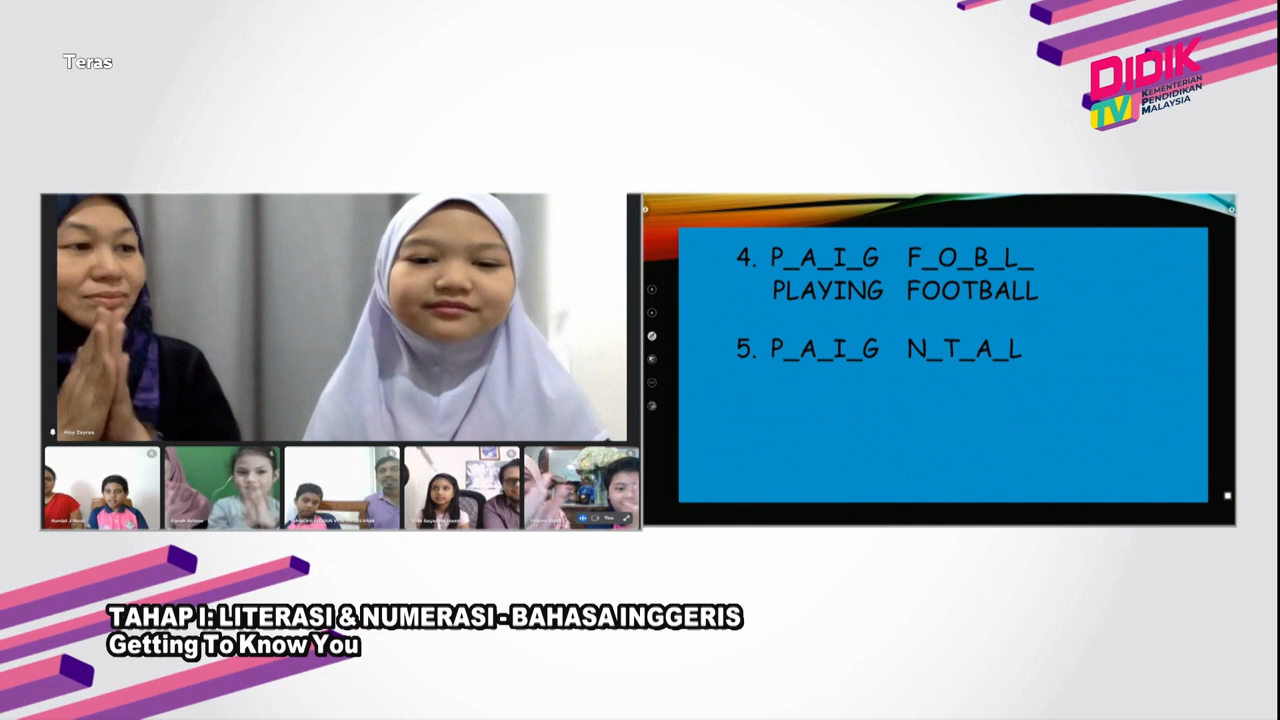 Teras
DIDIK
TV
KEMENTERIAN
PENDIDIKAN
MALAYSIA
4. P_A_I_G F_O_B_L_
PLAYING FOOTBALL
5. P_A_I_G N_T_A_L
You
TAHAP I: LITERASI & NUMERASI - BAHASA INGGERIS
Getting To Know You